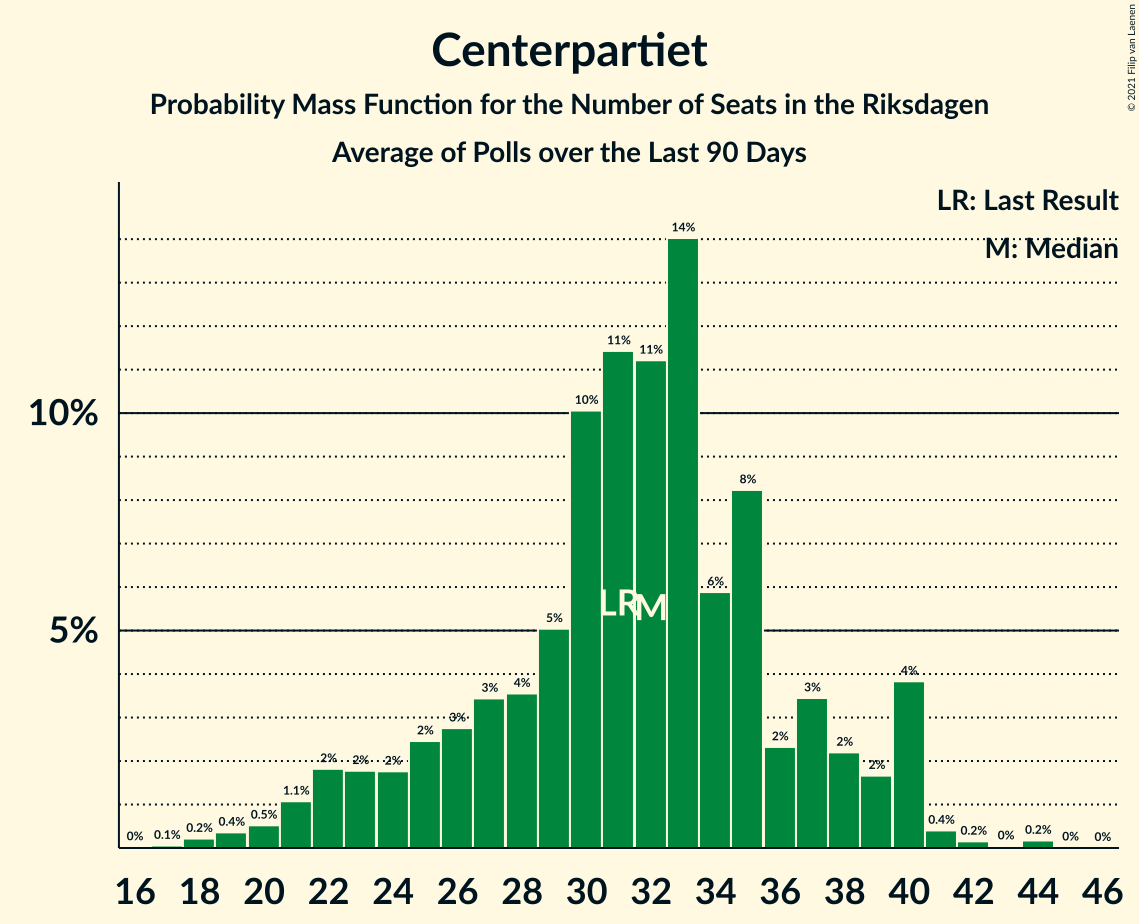 Centerpartiet
Probability Mass Function for the Number of Seats in the Riksdagen
Average of Polls over the Last 90 Days
© 2021 Filip van Laenen
LR: Last Result
M: Median
10%
5%
0% 0.1% 0.2% 0.4% 0.5% 1.1% 2% 2% 2% 2% 3% 3% 4% 5% 10% 11% 11% 14% 6% 8% 2% 3% 2% 2% 4% 0.4% 0.2% 0% 0.2% 0% 0%
LR M
16 18 20 22 24 26 28 30 32 34 36 38 40 42 44 46